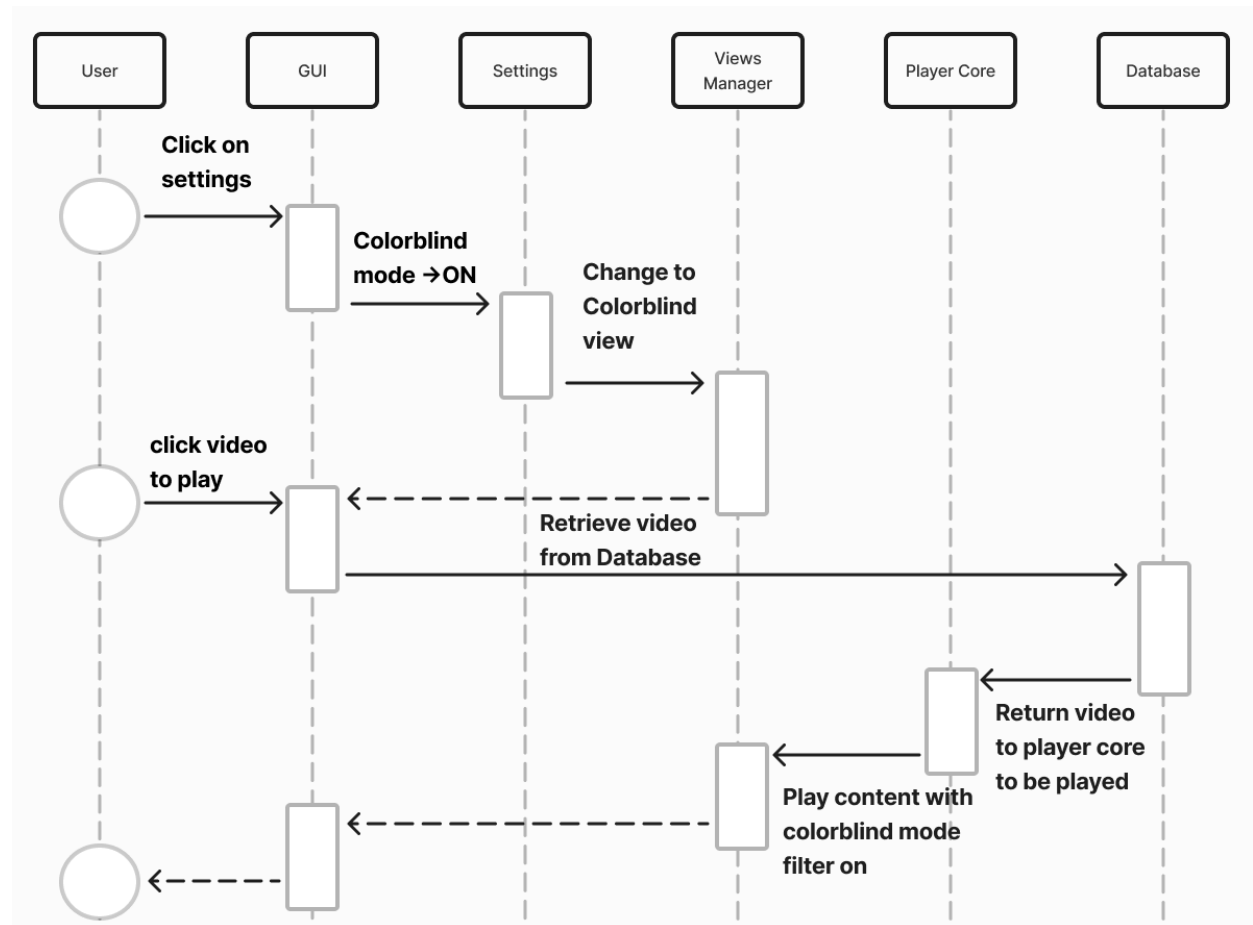 User
GUI
Settings
Views
Manager
Player Core
Database
Click on
settings
Colorblind
mode →ON
Change to
Colorblind
view
click video
to play
Retrieve video
from Database
Return video
to player core
to be played
Play content with
colorblind mode
filter on